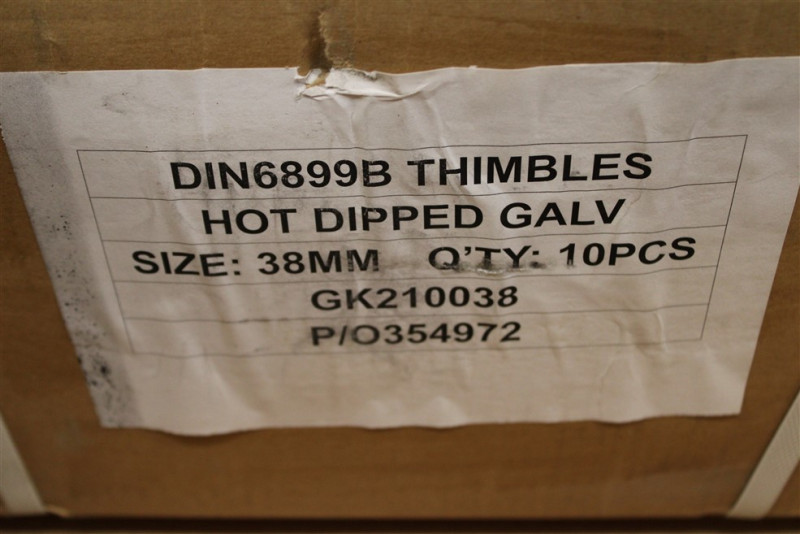 DIN6899B THIMBLES
HOT DIPPED GALV
SIZE: 38MM Q'TY: 10PCS
GK210038
P/O354972